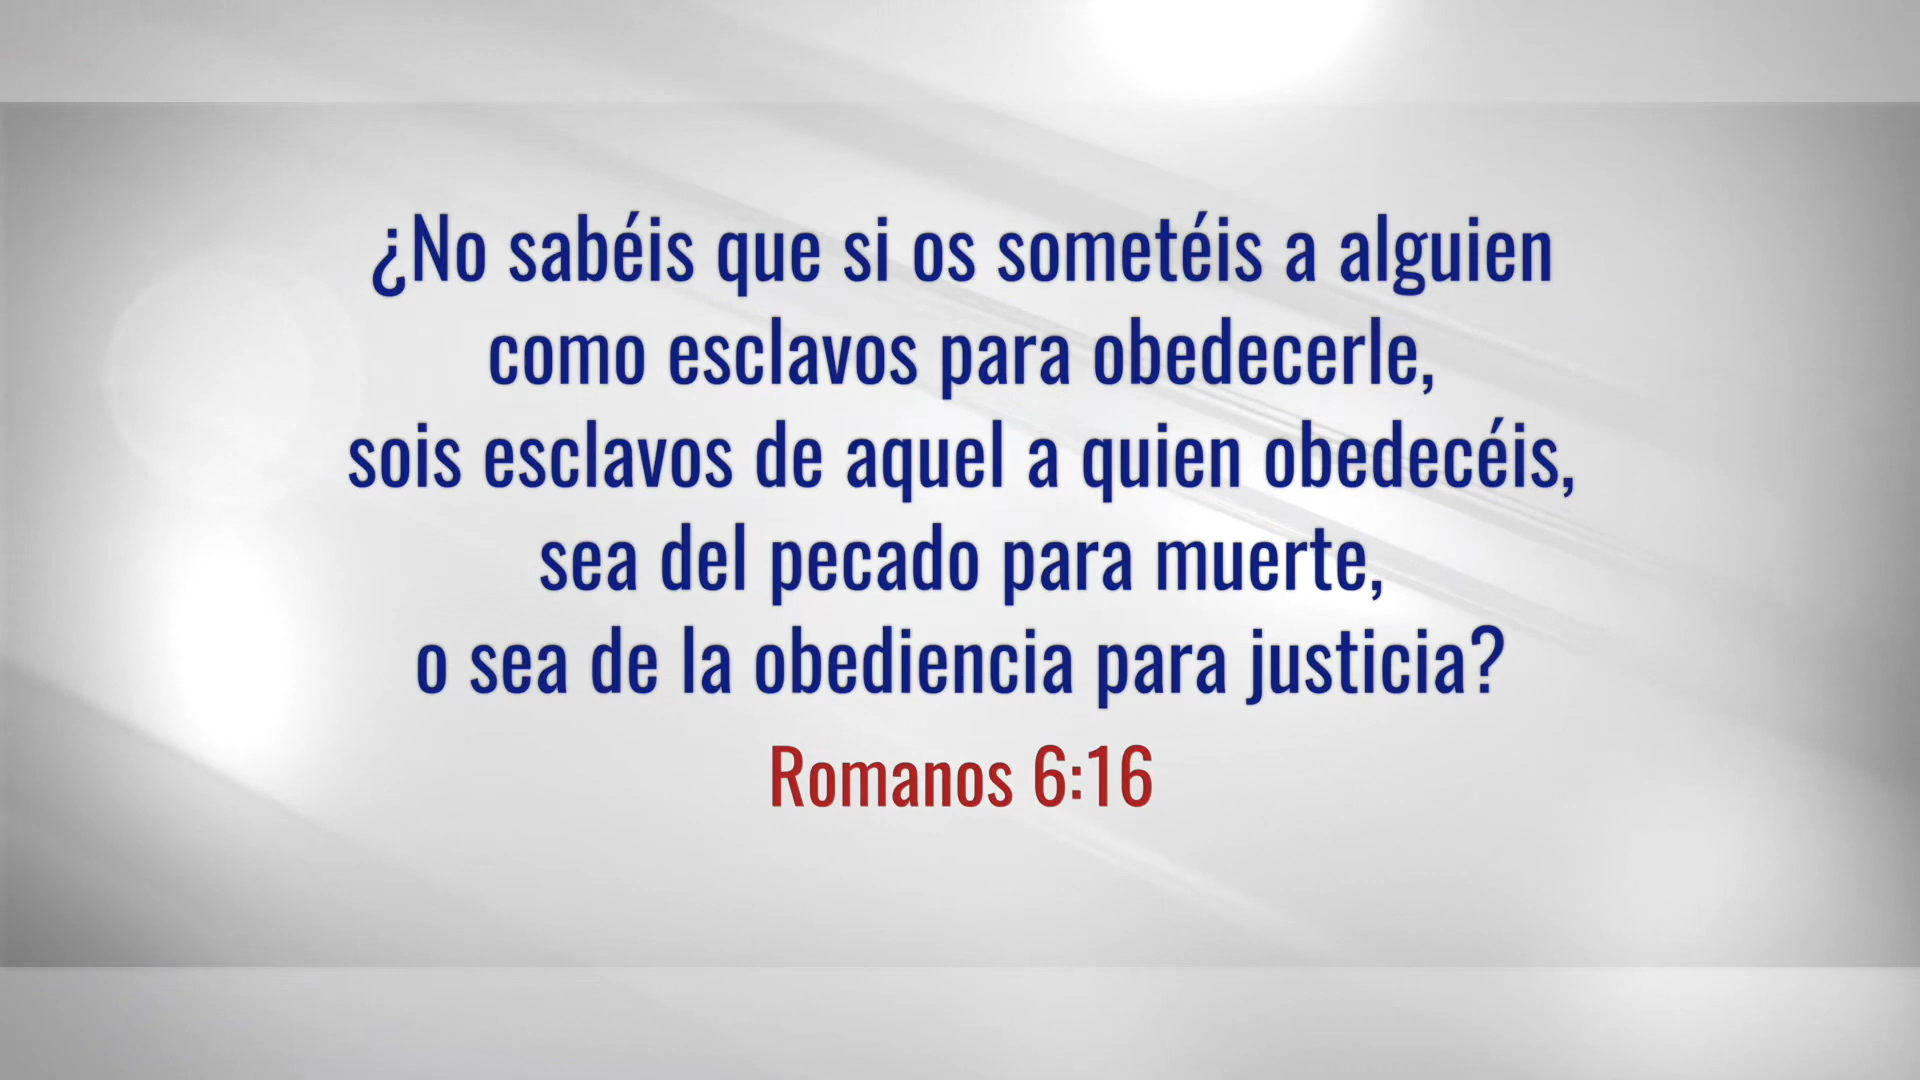 ¿No sabéis que si os sometéis a alguien
como esclavos para obedecerle,
sois esclavos de aquel a quien obedecéis,
sea del pecado para muerte,
o sea de la obediencia para justicia?
Romanos 6:16